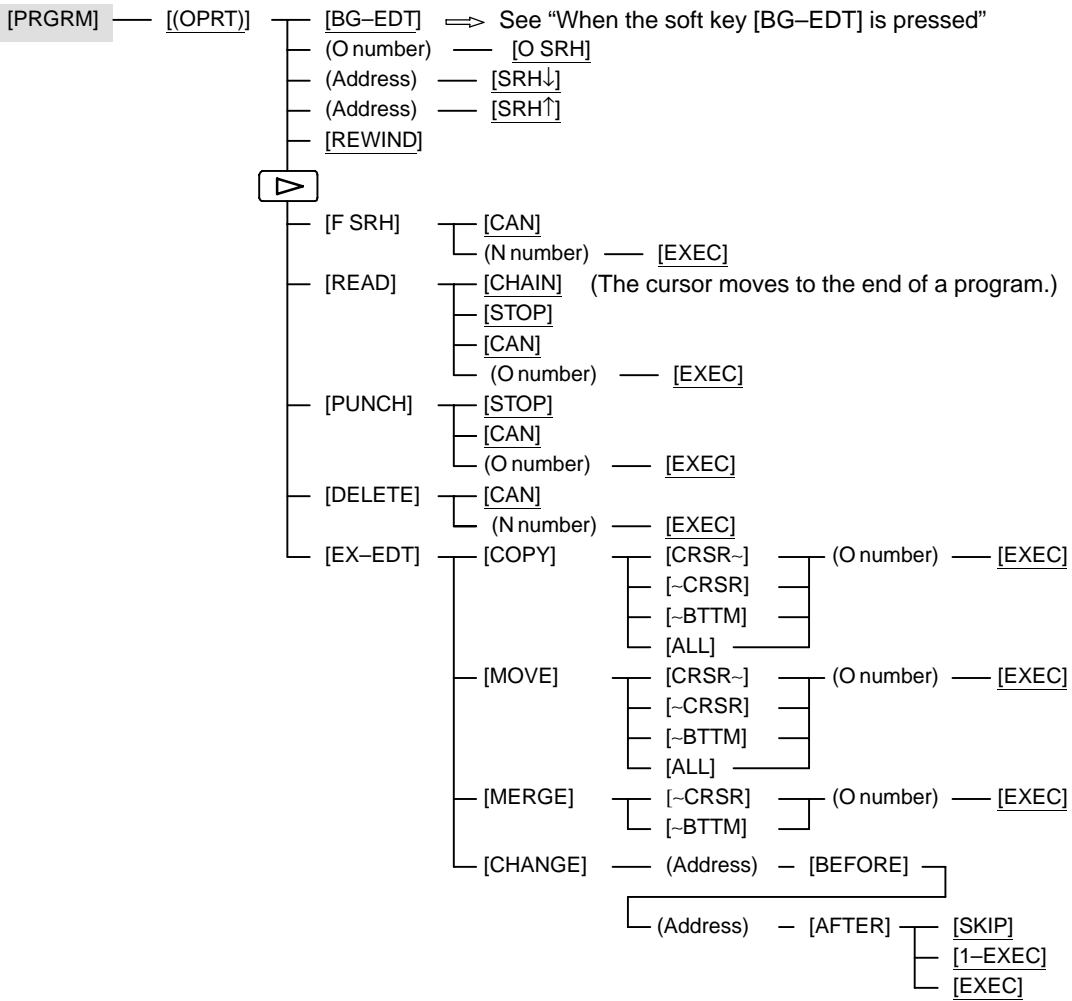 [PRGRM] [(OPRT)] [BG–EDT] ⟹ See “When the soft key [BG–EDT] is pressed”
(O number) [O SRH]
(Address) [SRH↓]
(Address) [SRH↑]
[REWIND]
[F SRH] [CAN]
(N number) [EXEC]
[READ] [CHAIN] (The cursor moves to the end of a program.)
[STOP]
[CAN]
(O number) [EXEC]
[PUNCH] [STOP]
[CAN]
(O number) [EXEC]
[DELETE] [CAN]
(N number) [EXEC]
[EX–EDT] [COPY] [CRSR~] (O number) [EXEC]
[~CRSR]
[~BTTM]
[ALL]
[MOVE] [CRSR~] (O number) [EXEC]
[~CRSR]
[~BTTM]
[ALL]
[MERGE] [~CRSR] (O number) [EXEC]
[~BTTM]
[CHANGE] (Address) [BEFORE]
(Address) [AFTER] [SKIP]
[1–EXEC]
[EXEC]